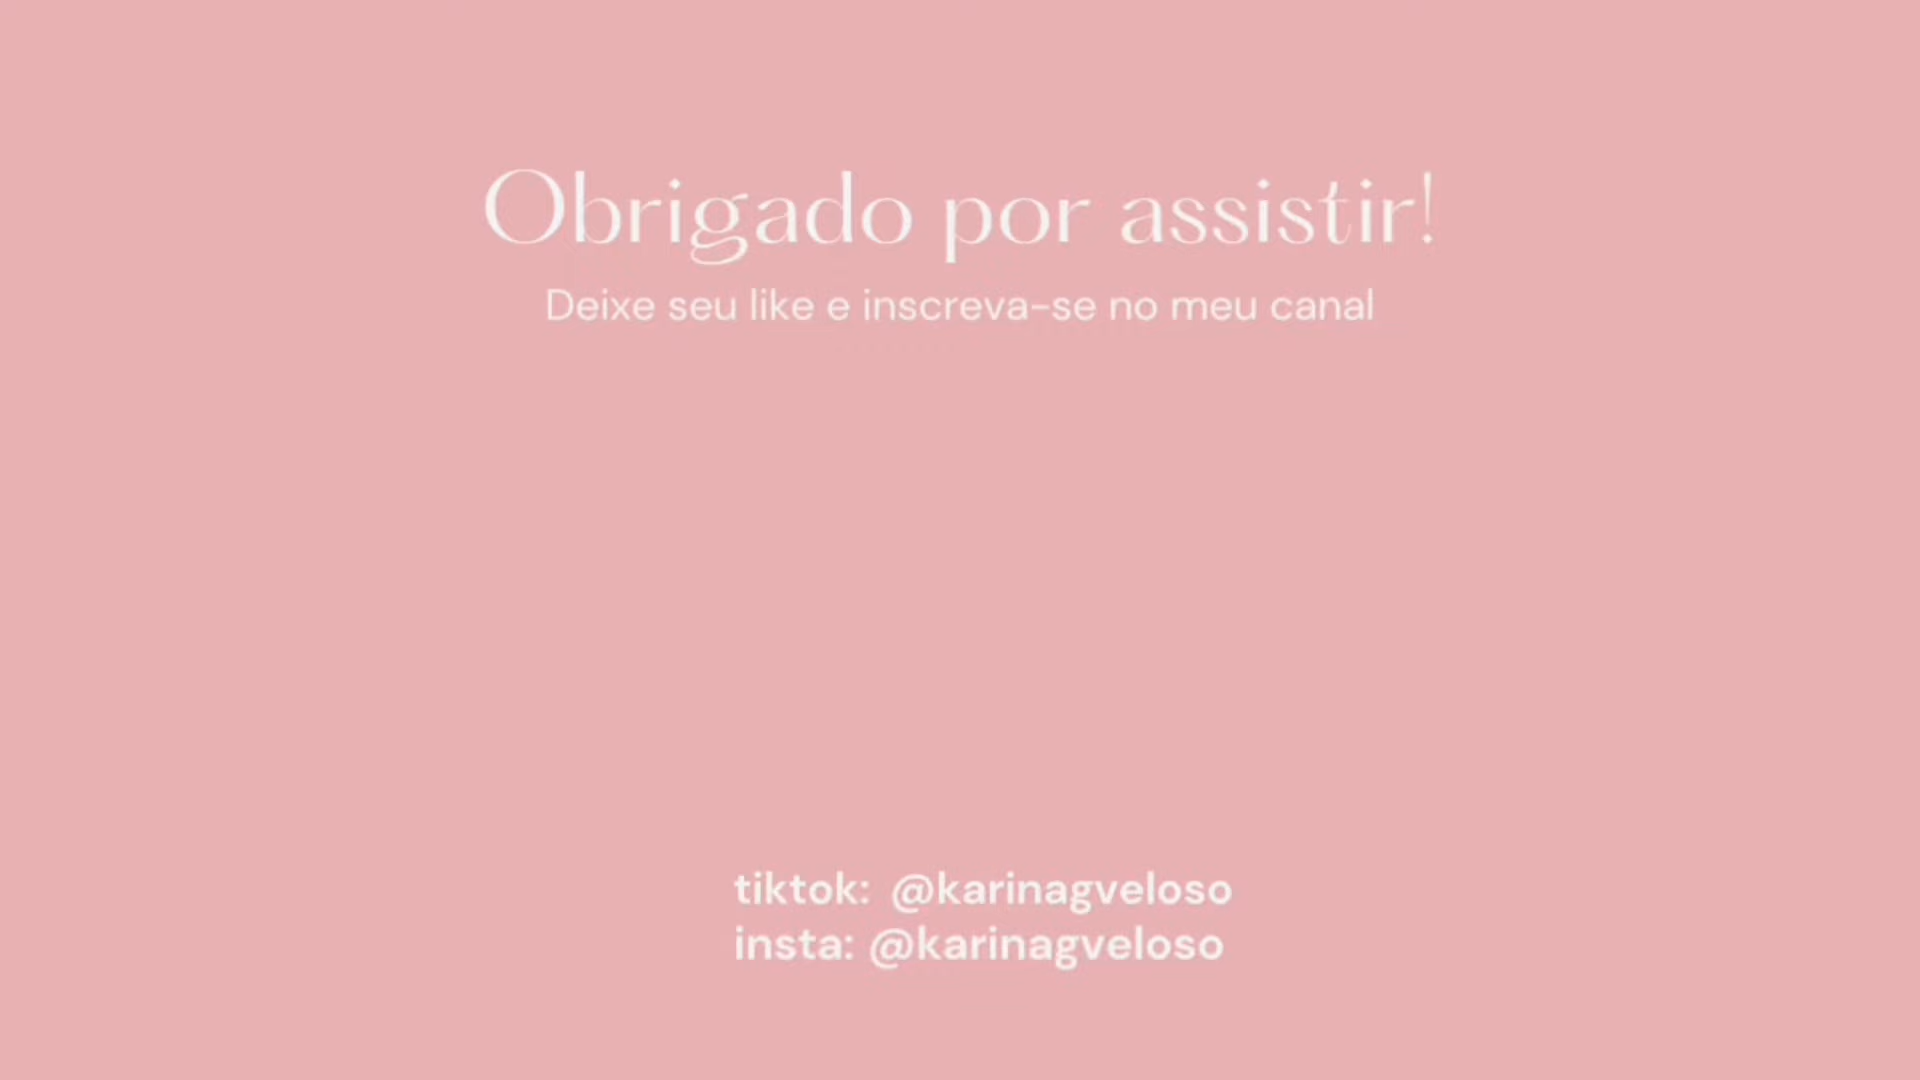 Obrigado por assistir!
Deixe seu like e inscreva-se no meu canal
tiktok: @karinagveloso
insta: @karinagveloso